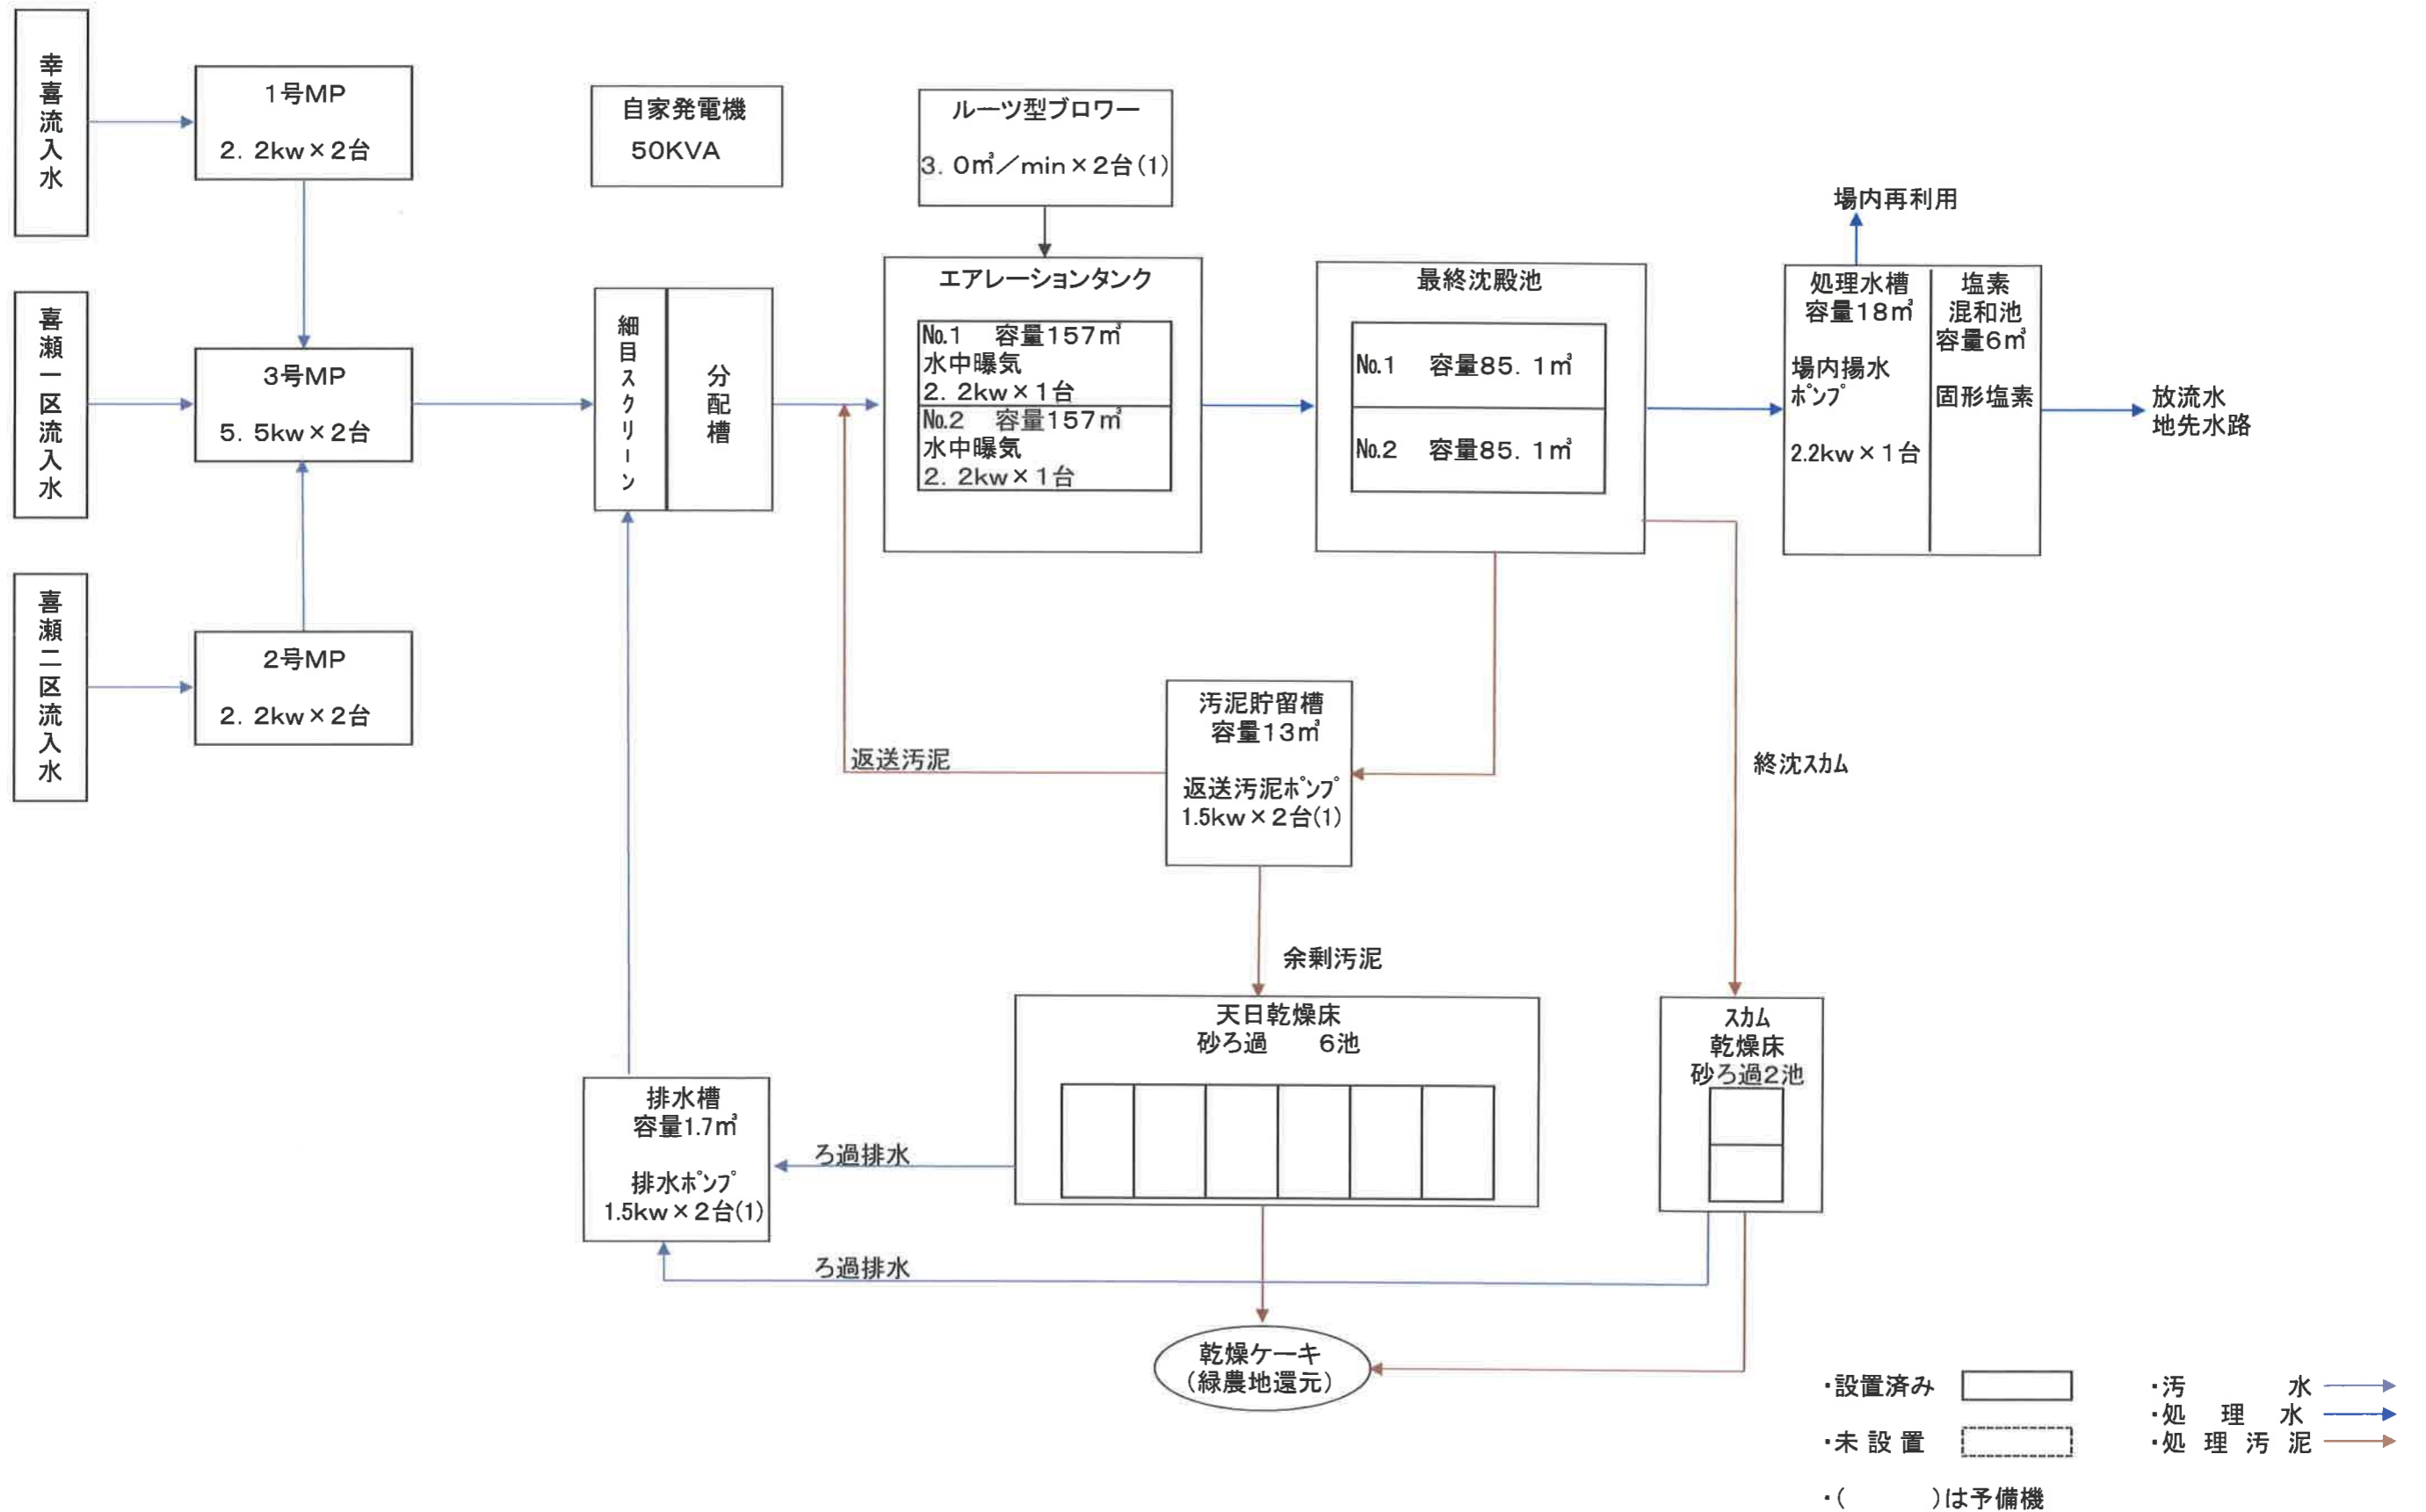 幸喜流入水
1号MP
2．2kw×2台
喜瀬一区流入水
3号MP
5．5kw×2台
喜瀬二区流入水
2号MP
2．2kw×2台
自家発電機
50KVA
ルーツ型ブロワー
3．0㎥／min×2台(1)
細目スクリーン
分配槽
エアレーションタンク
№1　容量157㎥
水中曝気
2．2kw×1台
№2　容量157㎥
水中曝気
2．2kw×1台
最終沈殿池
№1　容量85．1㎥
№2　容量85．1㎥
場内再利用
処理水槽
容量18㎥
場内揚水
ﾎﾟﾝﾌﾟ
2.2kw×1台
塩素
混和池
容量6㎥
固形塩素
放流水
地先水路
汚泥貯留槽
容量13㎥
返送汚泥ﾎﾟﾝﾌﾟ
1.5kw×2台(1)
返送汚泥
終沈ｽｶﾑ
余剰汚泥
天日乾燥床
砂ろ過　　6池
ｽｶﾑ
乾燥床
砂ろ過2池
排水槽
容量1.7㎥
排水ﾎﾟﾝﾌﾟ
1.5kw×2台(1)
ろ過排水
ろ過排水
乾燥ケーキ
（緑農地還元）
・設置済み
・未設置
・(　　　)は予備機
・汚　　　水
・処　理　水
・処理汚泥